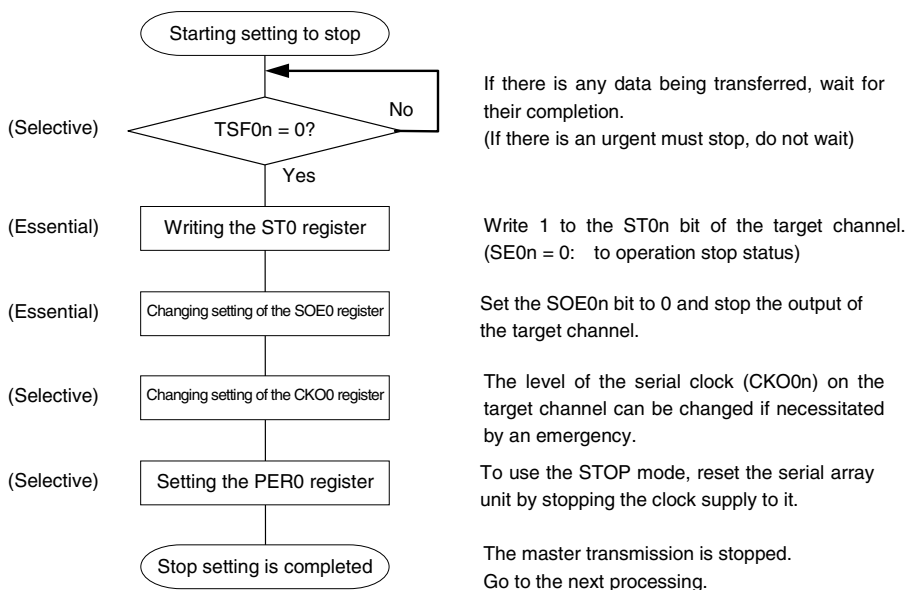 Starting setting to stop
(Selective)
TSF0n = 0?
No
Yes
If there is any data being transferred, wait for
their completion.
(If there is an urgent must stop, do not wait)
(Essential)
Writing the ST0 register
Write 1 to the ST0n bit of the target channel.
(SE0n = 0: to operation stop status)
(Essential)
Changing setting of the SOE0 register
Set the SOE0n bit to 0 and stop the output of
the target channel.
(Selective)
Changing setting of the CKO0 register
The level of the serial clock (CKO0n) on the
target channel can be changed if necessitated
by an emergency.
(Selective)
Setting the PER0 register
To use the STOP mode, reset the serial array
unit by stopping the clock supply to it.
Stop setting is completed
The master transmission is stopped.
Go to the next processing.